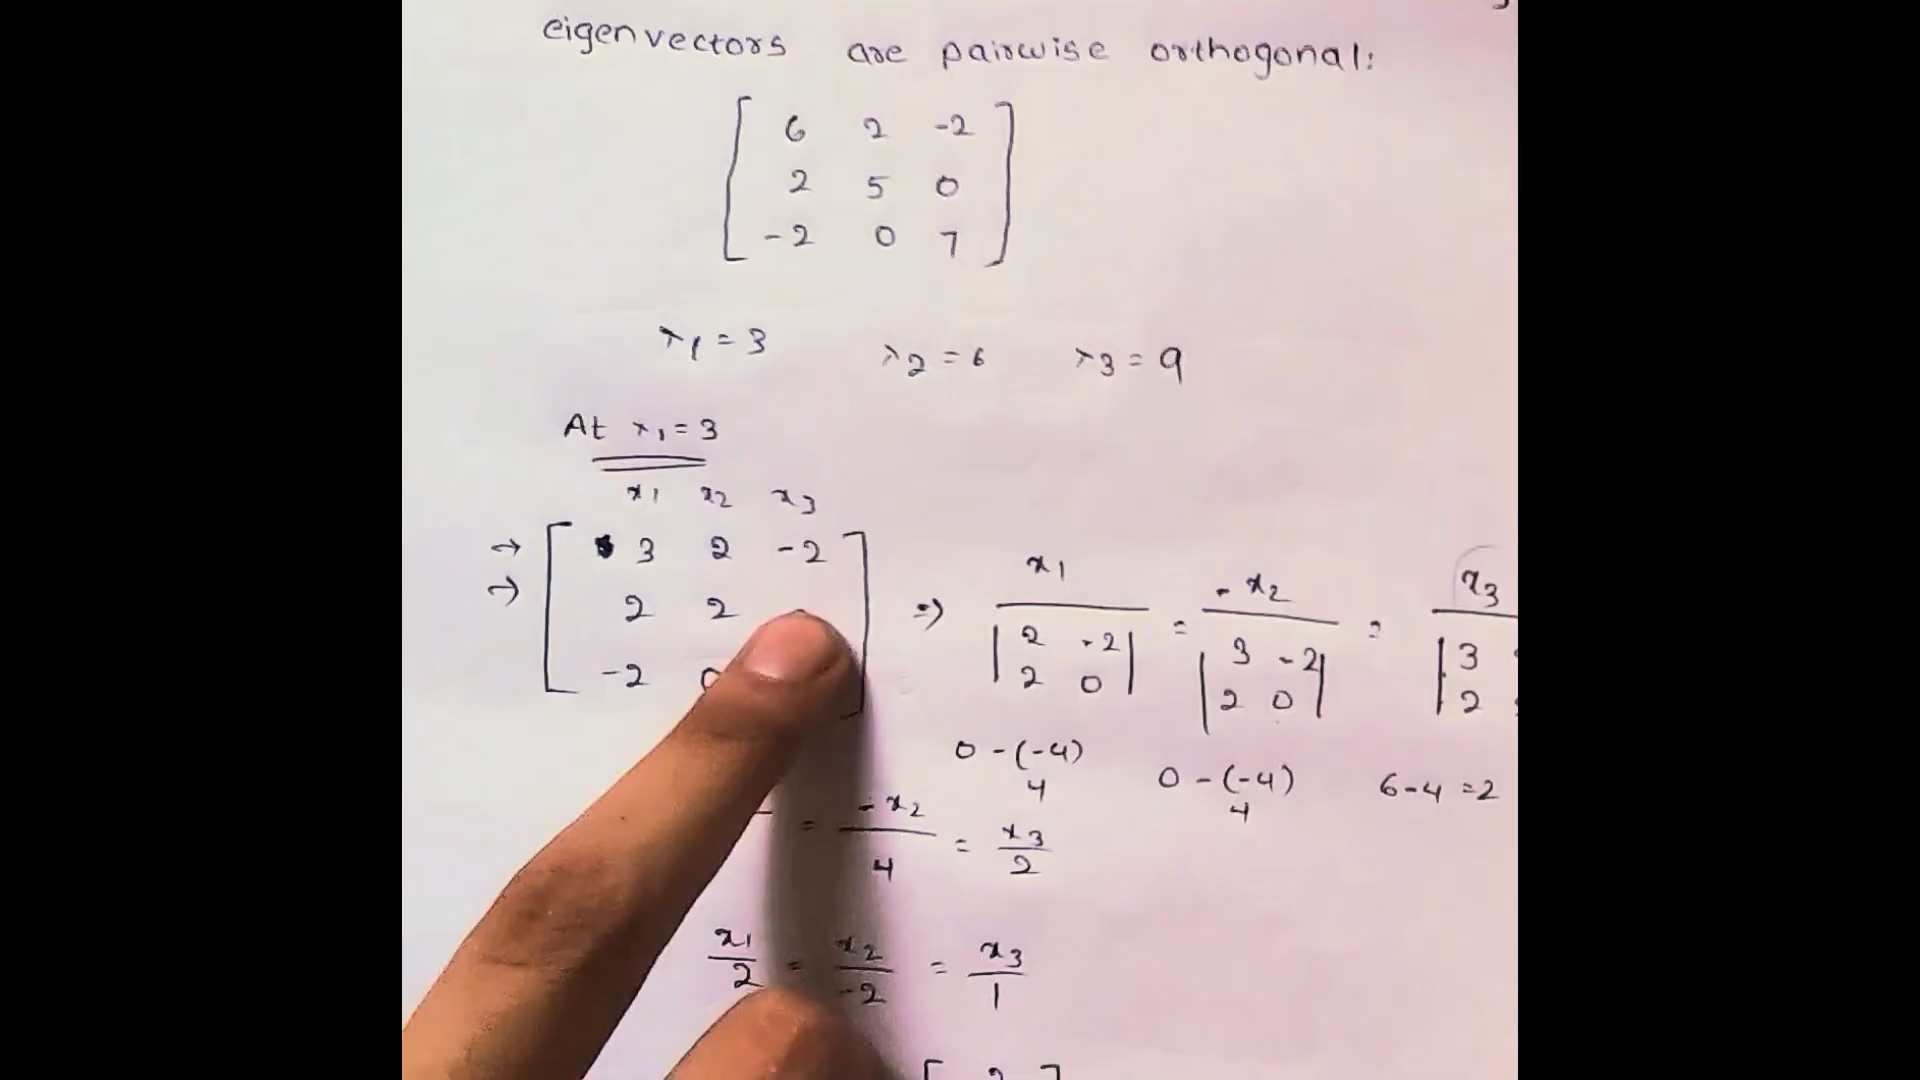 eigenvectors are pairwise orthogonal:
6 2 -2
2 5 0
-2 0 7
λ1 = 3 λ2 = 6 λ3 = 9
At λ1 = 3
x1 x2 x3
→ 3 2 -2
→ 2 2
-2 0
⇒ x1 / |2 -2; 2 0| = -x2 / |3 -2; 2 0| = x3 / |3; 2
0 - (-4) 0 - (-4) 6 - 4 = 2
4 4
= -x2/4 = x3/2
x1/2 = x2/-2 = x3/1
[2]